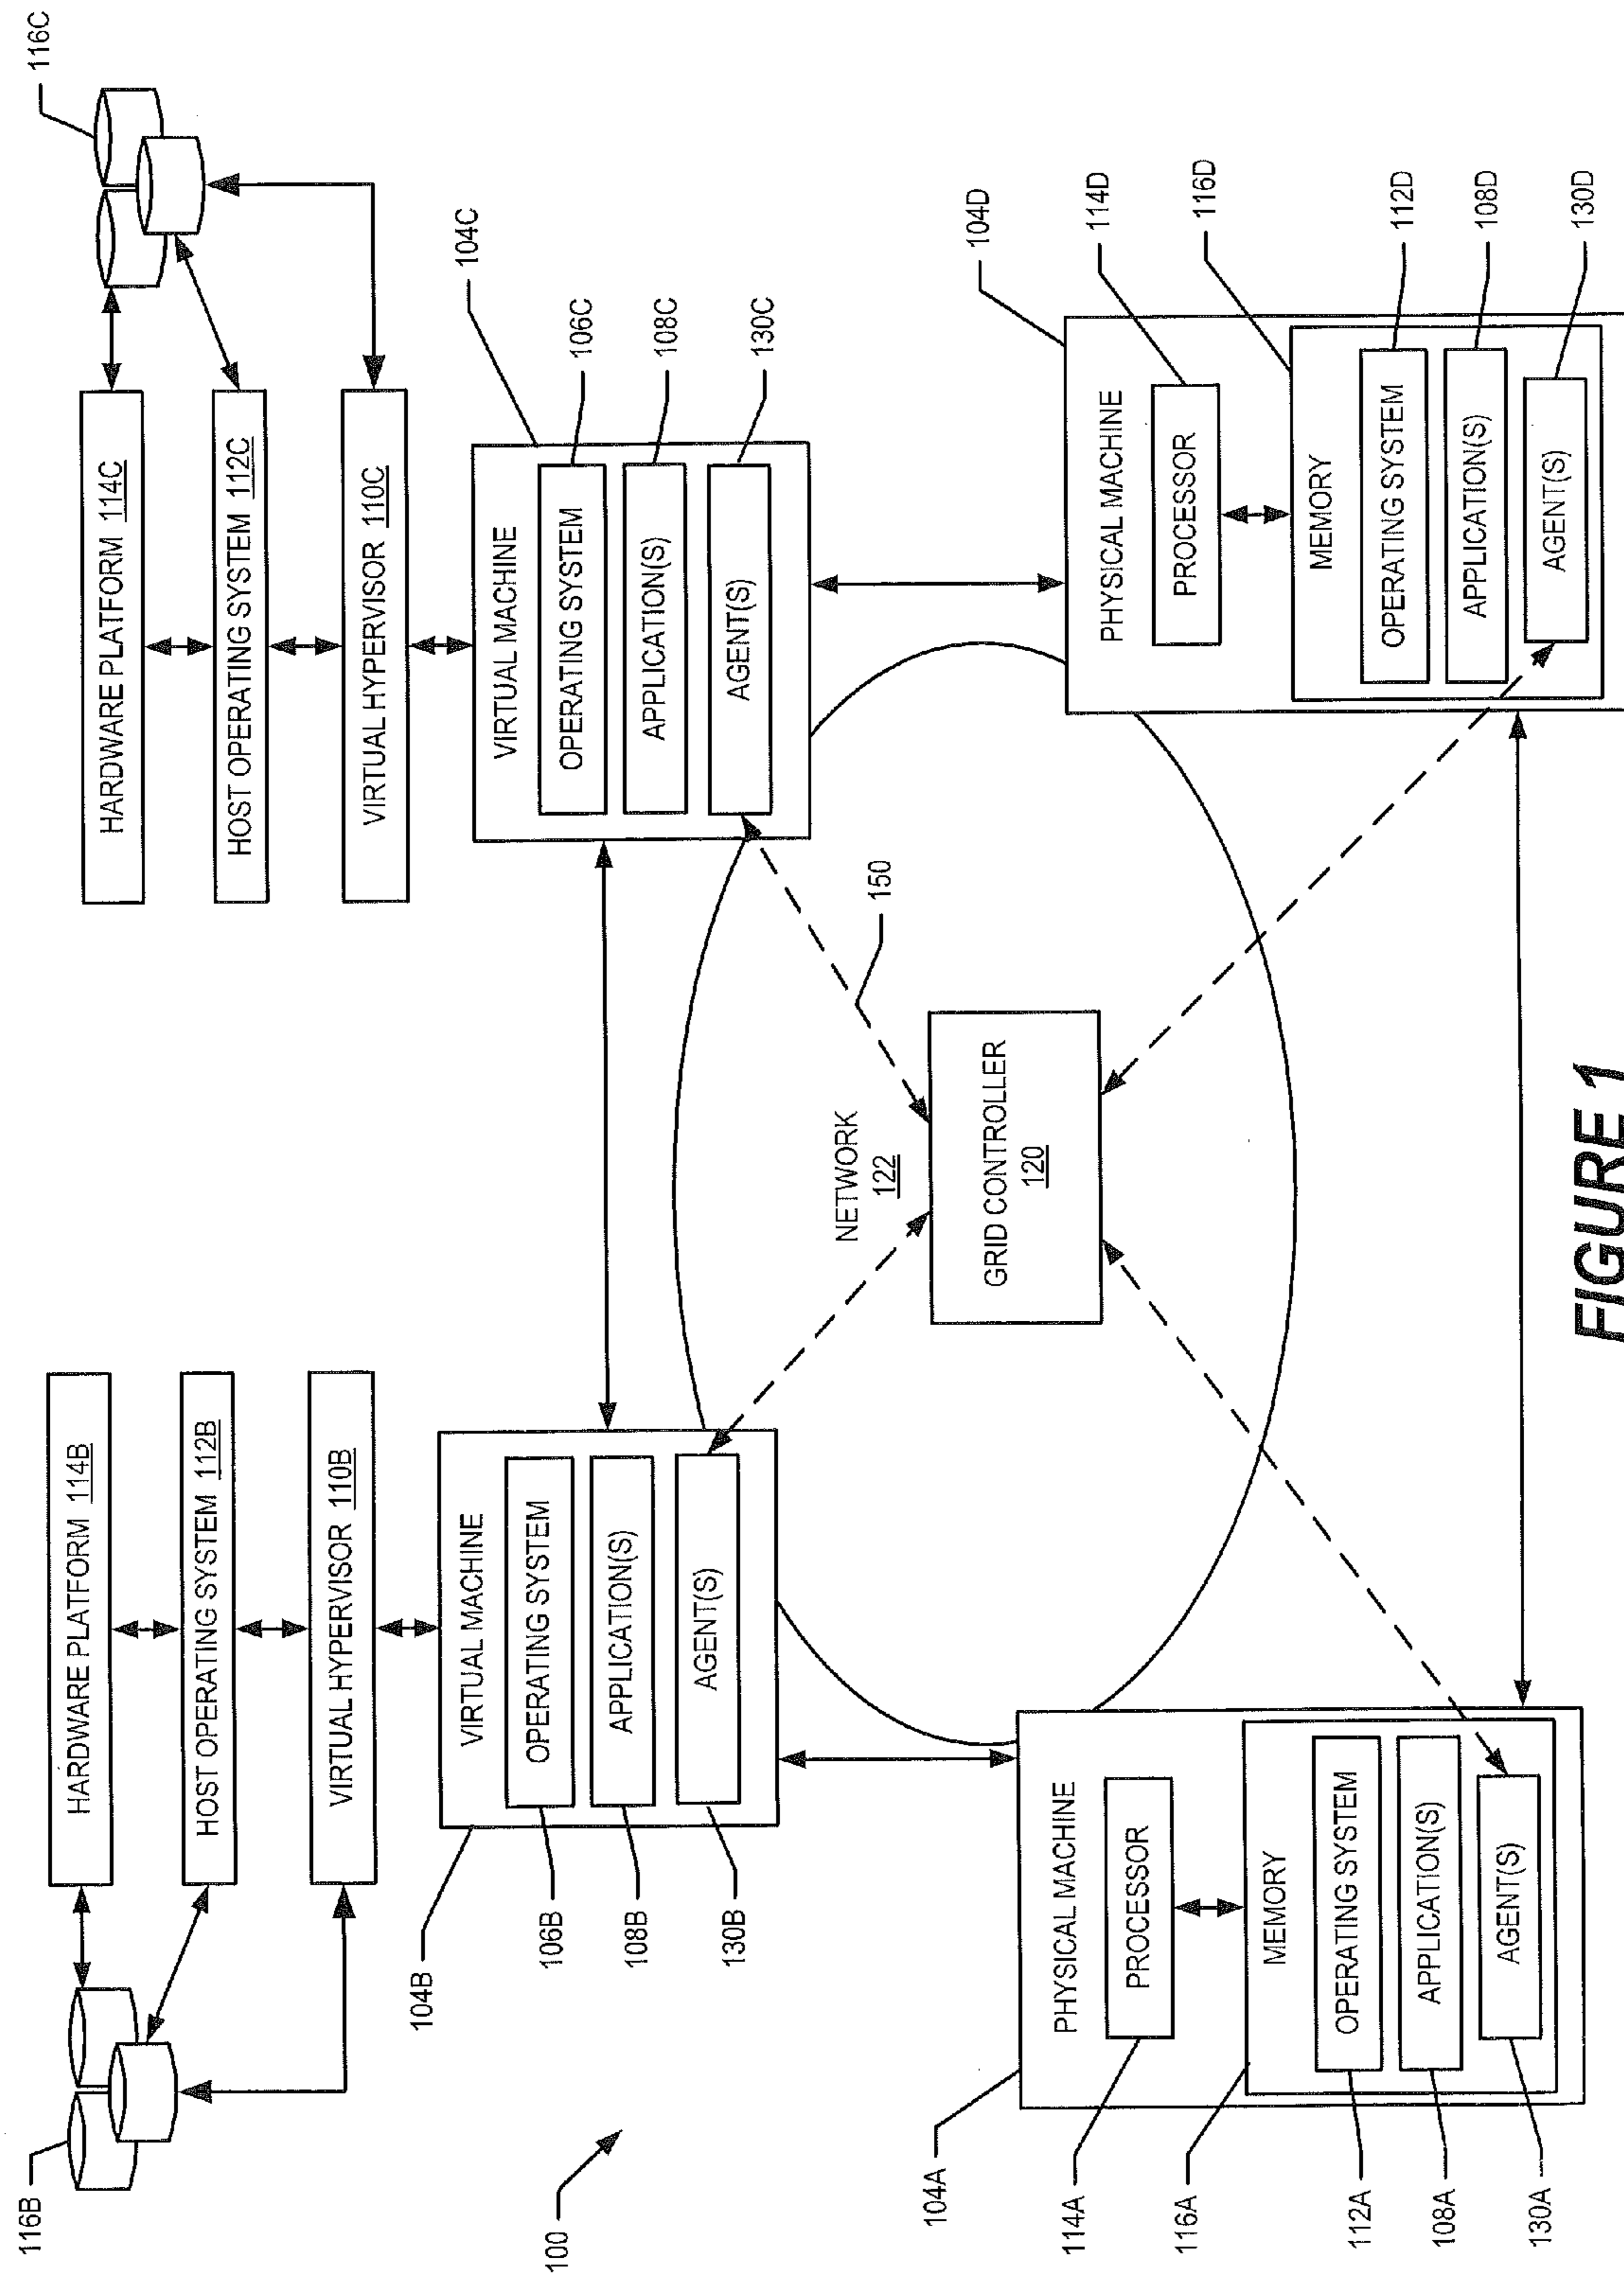 116B
HARDWARE PLATFORM 114B
HOST OPERATING SYSTEM 112B
VIRTUAL HYPERVISOR 110B
116C
HARDWARE PLATFORM 114C
HOST OPERATING SYSTEM 112C
VIRTUAL HYPERVISOR 110C
100
104B
VIRTUAL MACHINE
OPERATING SYSTEM
APPLICATION(S)
AGENT(S)
106B
108B
130B
104C
VIRTUAL MACHINE
OPERATING SYSTEM
APPLICATION(S)
AGENT(S)
106C
108C
130C
NETWORK
122
150
GRID CONTROLLER
120
104A
PHYSICAL MACHINE
114A
PROCESSOR
116A
MEMORY
112A
OPERATING SYSTEM
108A
APPLICATION(S)
130A
AGENT(S)
104D
PHYSICAL MACHINE
114D
PROCESSOR
116D
MEMORY
112D
OPERATING SYSTEM
108D
APPLICATION(S)
130D
AGENT(S)
FIGURE 1